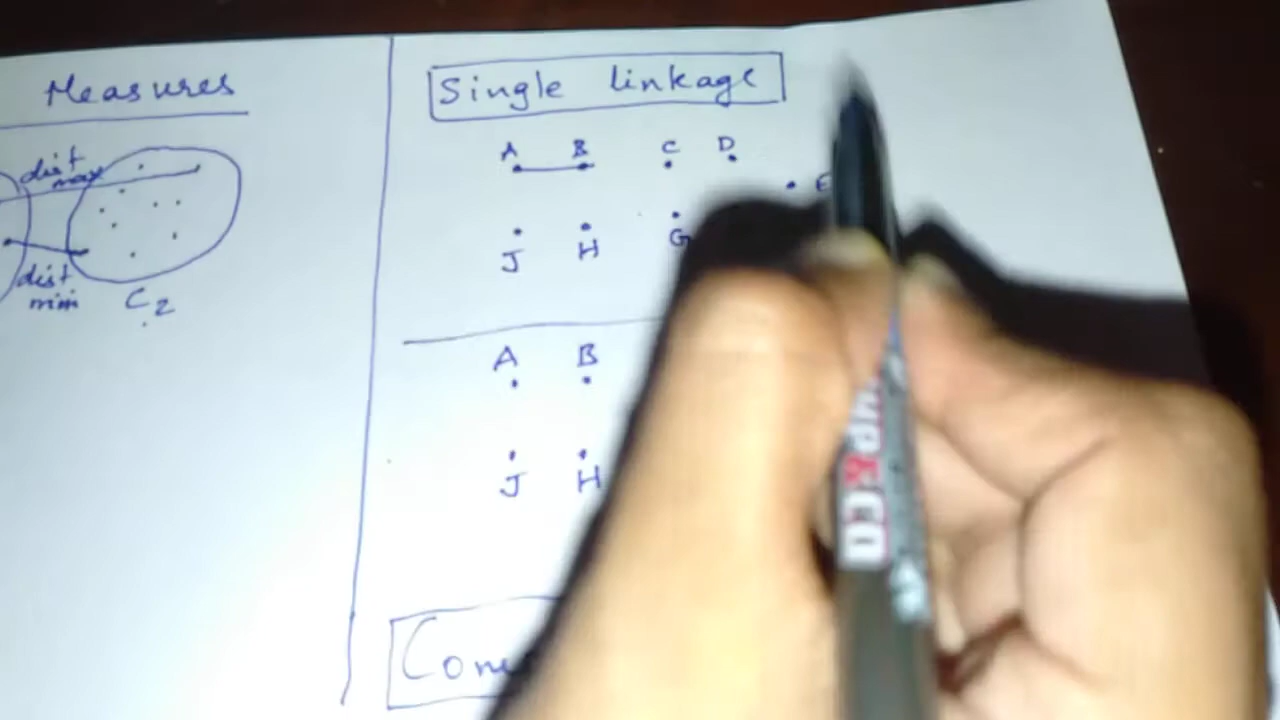 Measures
dist
max
dist
min
C2
Single linkage
A B C D
E
J H G
A B
J H